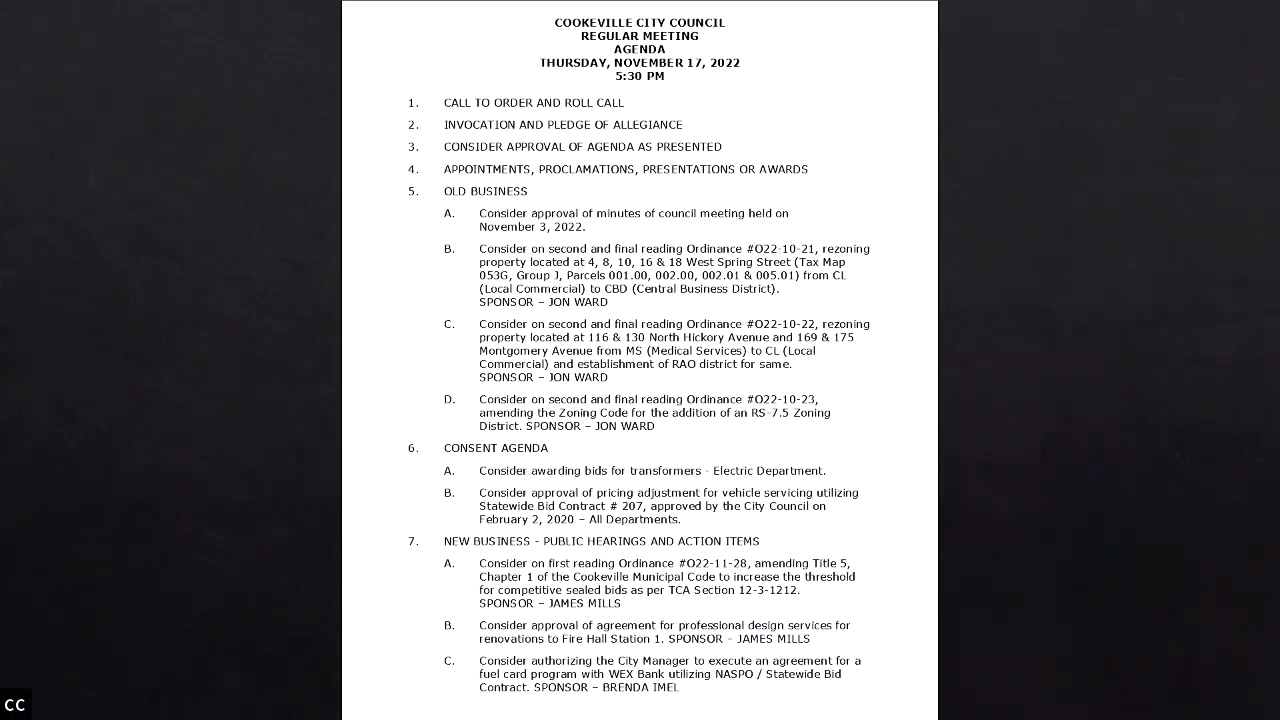 COOKEVILLE CITY COUNCIL
REGULAR MEETING
AGENDA
THURSDAY, NOVEMBER 17, 2022
5:30 PM
1. CALL TO ORDER AND ROLL CALL
2. INVOCATION AND PLEDGE OF ALLEGIANCE
3. CONSIDER APPROVAL OF AGENDA AS PRESENTED
4. APPOINTMENTS, PROCLAMATIONS, PRESENTATIONS OR AWARDS
5. OLD BUSINESS
A. Consider approval of minutes of council meeting held on
November 3, 2022.
B. Consider on second and final reading Ordinance #O22-10-21, rezoning
property located at 4, 8, 10, 16 & 18 West Spring Street (Tax Map
053G, Group J, Parcels 001.00, 002.00, 002.01 & 005.01) from CL
(Local Commercial) to CBD (Central Business District).
SPONSOR – JON WARD
C. Consider on second and final reading Ordinance #O22-10-22, rezoning
property located at 116 & 130 North Hickory Avenue and 169 & 175
Montgomery Avenue from MS (Medical Services) to CL (Local
Commercial) and establishment of RAO district for same.
SPONSOR – JON WARD
D. Consider on second and final reading Ordinance #O22-10-23,
amending the Zoning Code for the addition of an RS-7.5 Zoning
District. SPONSOR – JON WARD
6. CONSENT AGENDA
A. Consider awarding bids for transformers - Electric Department.
B. Consider approval of pricing adjustment for vehicle servicing utilizing
Statewide Bid Contract # 207, approved by the City Council on
February 2, 2020 – All Departments.
7. NEW BUSINESS - PUBLIC HEARINGS AND ACTION ITEMS
A. Consider on first reading Ordinance #O22-11-28, amending Title 5,
Chapter 1 of the Cookeville Municipal Code to increase the threshold
for competitive sealed bids as per TCA Section 12-3-1212.
SPONSOR – JAMES MILLS
B. Consider approval of agreement for professional design services for
renovations to Fire Hall Station 1. SPONSOR – JAMES MILLS
C. Consider authorizing the City Manager to execute an agreement for a
fuel card program with WEX Bank utilizing NASPO / Statewide Bid
Contract. SPONSOR – BRENDA IMEL
CC